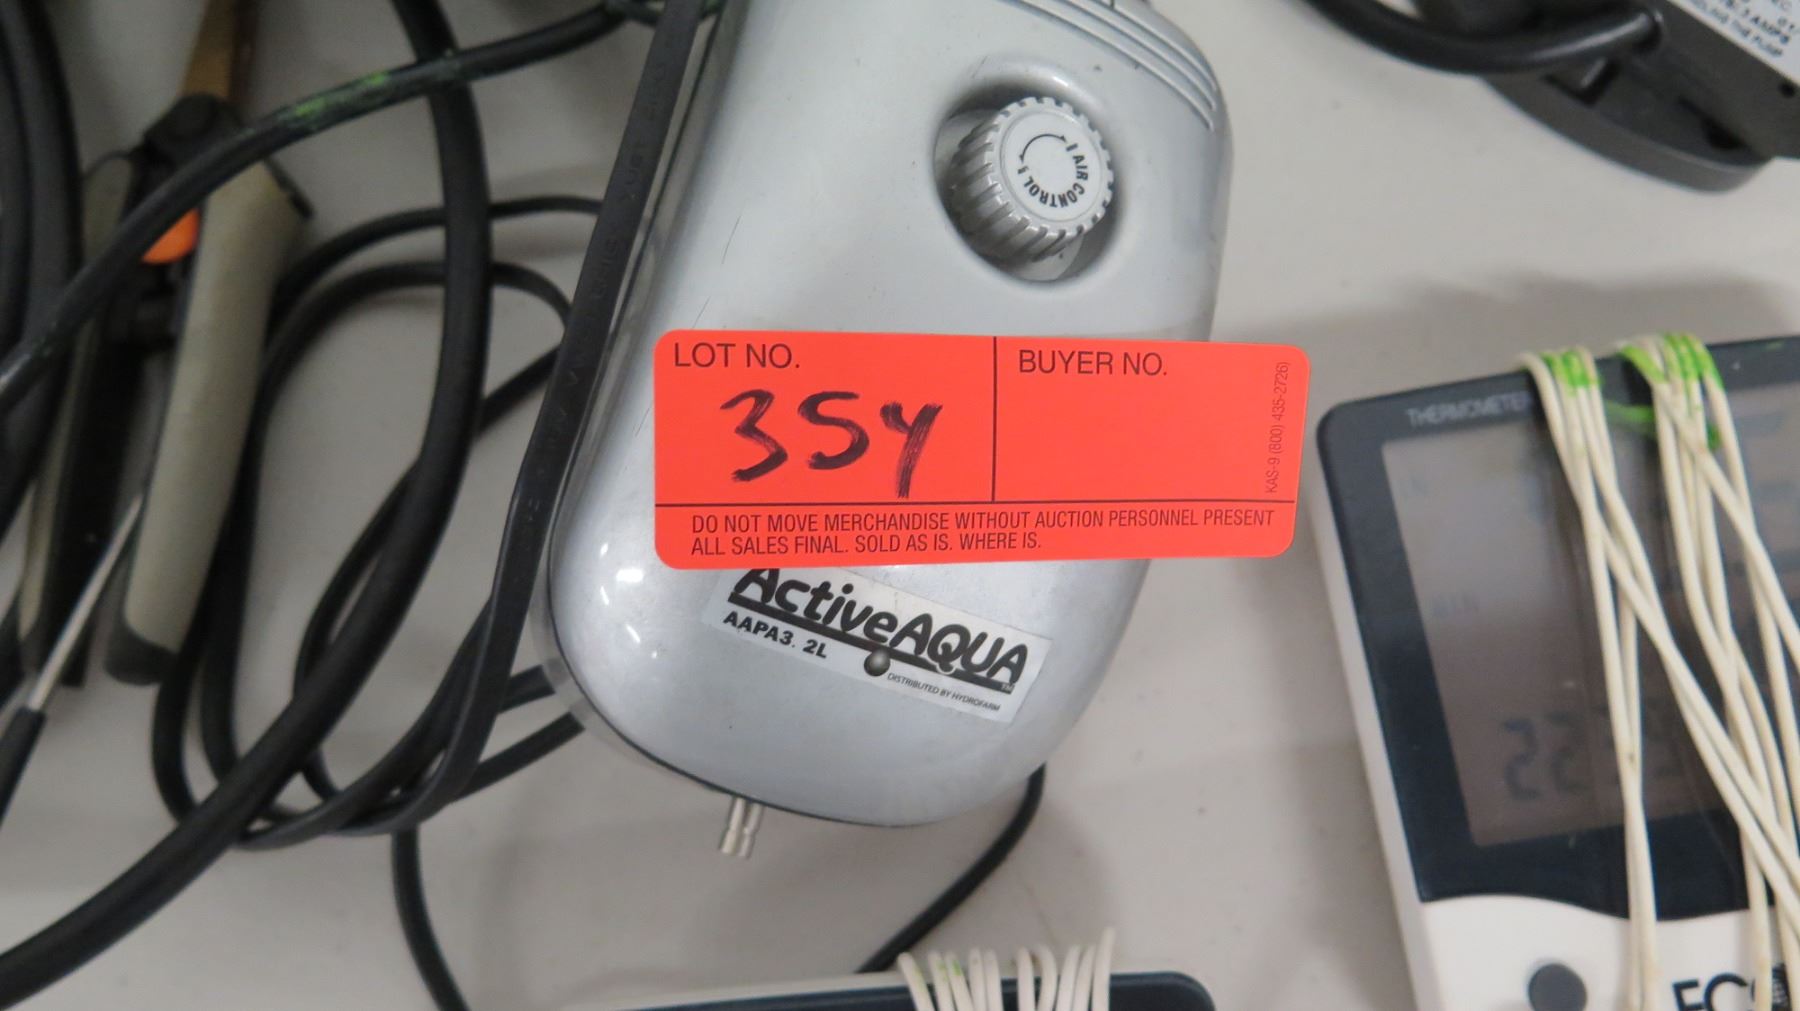 AIR CONTROL
LOT NO.
354
BUYER NO.
KAS-9 (800) 435-2726)
DO NOT MOVE MERCHANDISE WITHOUT AUCTION PERSONNEL PRESENT
ALL SALES FINAL. SOLD AS IS. WHERE IS.
ActiveAQUA™
AAPA3.2L
DISTRIBUTED BY HYDROFARM
THERMOMETER